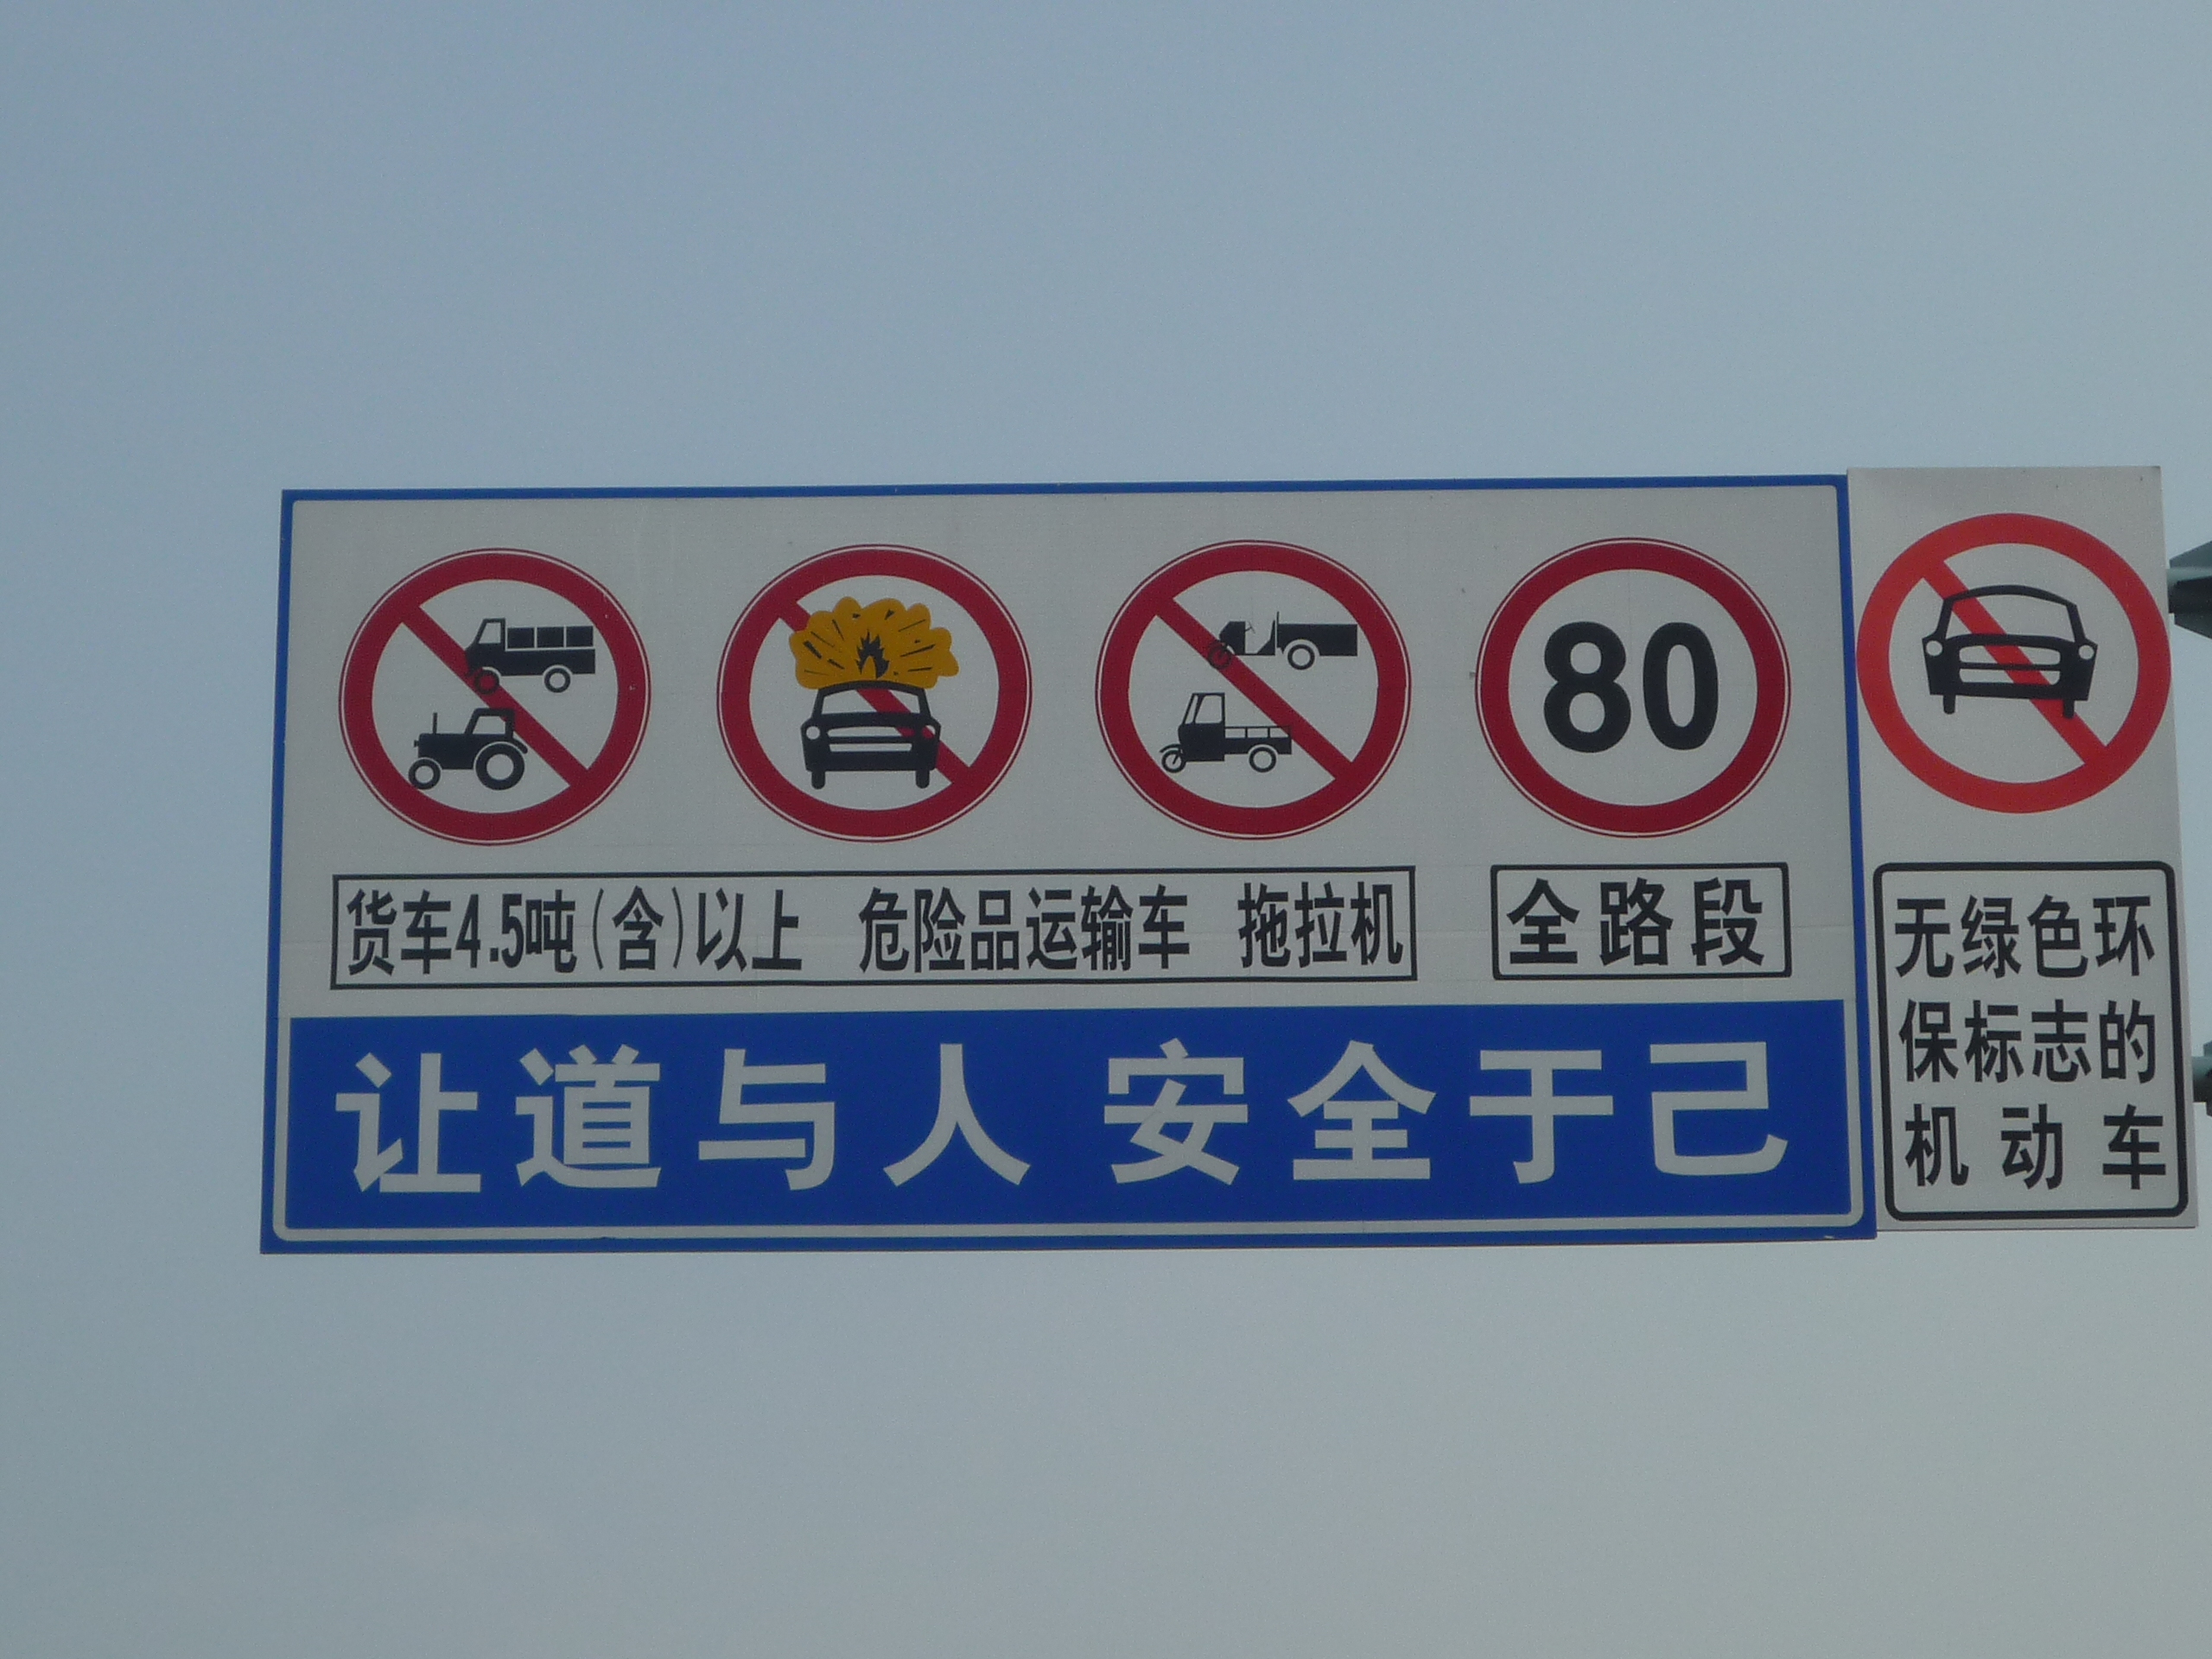 80
货车4.5吨(含)以上 危险品运输车 拖拉机
全路段
让道与人 安全于己
无绿色环
保标志的
机动车